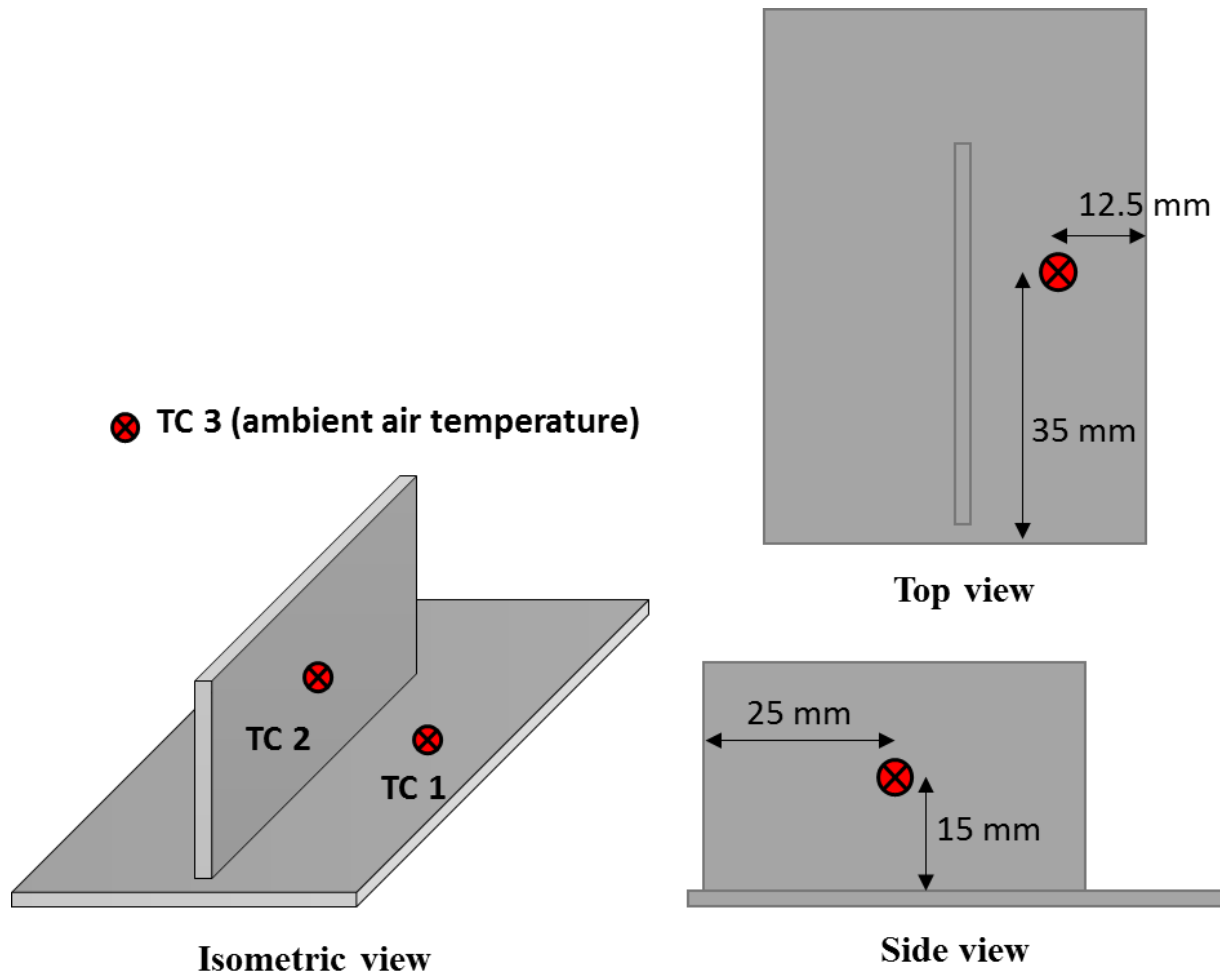 12.5 mm
35 mm
Top view
TC 3 (ambient air temperature)
TC 2
TC 1
Isometric view
25 mm
15 mm
Side view